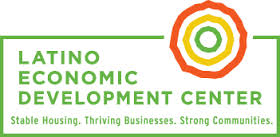 LATINO
ECONOMIC
DEVELOPMENT CENTER
Stable Housing. Thriving Businesses. Strong Communities.